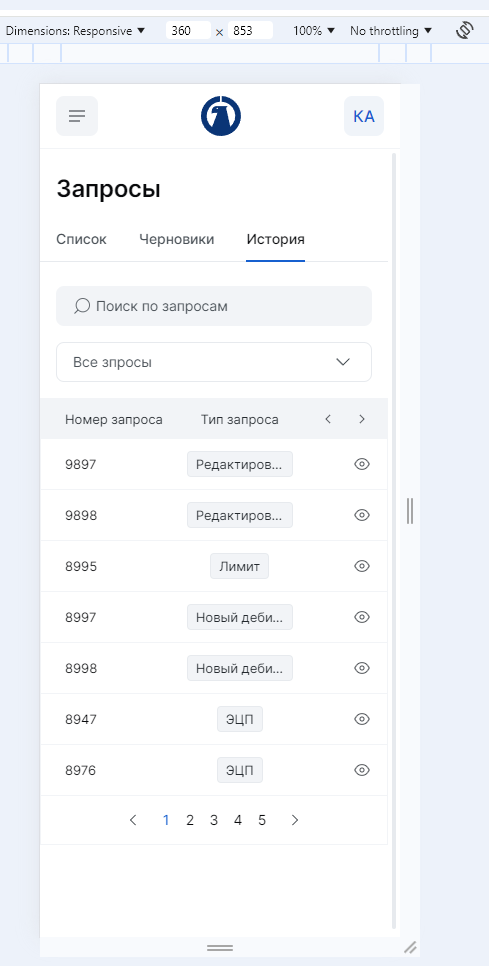 Dimensions: Responsive 360 × 853 100% No throttling
КА
Запросы
Список Черновики История
Поиск по запросам
Все зпросы
Номер запроса Тип запроса
9897 Редактиров...
9898 Редактиров...
8995 Лимит
8997 Новый деби...
8998 Новый деби...
8947 ЭЦП
8976 ЭЦП
1 2 3 4 5